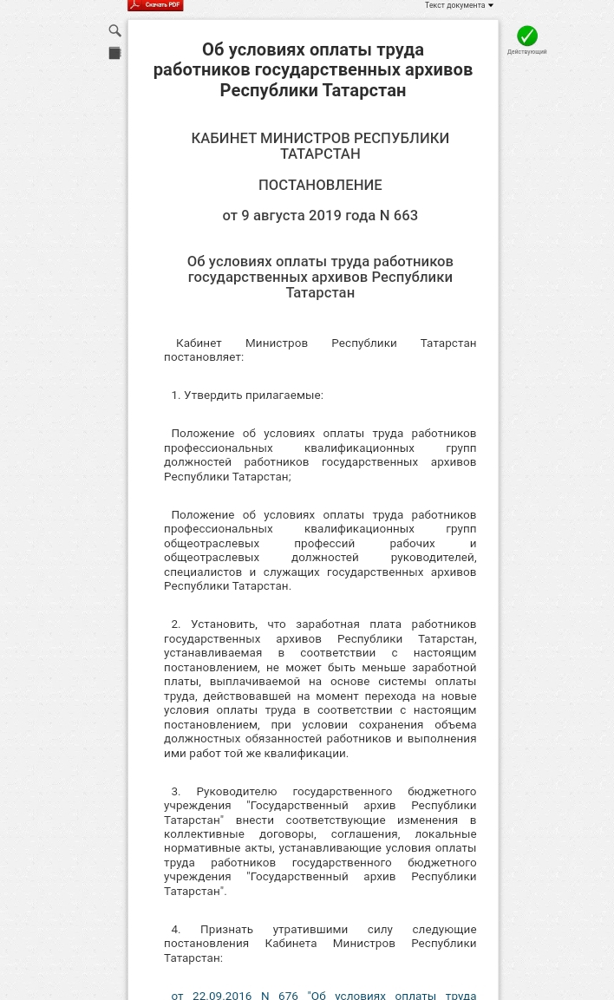 Скачать PDF
Текст документа
Действующий
Об условиях оплаты труда
работников государственных архивов
Республики Татарстан
КАБИНЕТ МИНИСТРОВ РЕСПУБЛИКИ
ТАТАРСТАН
ПОСТАНОВЛЕНИЕ
от 9 августа 2019 года N 663
Об условиях оплаты труда работников
государственных архивов Республики
Татарстан
Кабинет Министров Республики Татарстан
постановляет:
1. Утвердить прилагаемые:
Положение об условиях оплаты труда работников
профессиональных квалификационных групп
должностей работников государственных архивов
Республики Татарстан;
Положение об условиях оплаты труда работников
профессиональных квалификационных групп
общеотраслевых профессий рабочих и
общеотраслевых должностей руководителей,
специалистов и служащих государственных архивов
Республики Татарстан.
2. Установить, что заработная плата работников
государственных архивов Республики Татарстан,
устанавливаемая в соответствии с настоящим
постановлением, не может быть меньше заработной
платы, выплачиваемой на основе системы оплаты
труда, действовавшей на момент перехода на новые
условия оплаты труда в соответствии с настоящим
постановлением, при условии сохранения объема
должностных обязанностей работников и выполнения
ими работ той же квалификации.
3. Руководителю государственного бюджетного
учреждения "Государственный архив Республики
Татарстан" внести соответствующие изменения в
коллективные договоры, соглашения, локальные
нормативные акты, устанавливающие условия оплаты
труда работников государственного бюджетного
учреждения "Государственный архив Республики
Татарстан".
4. Признать утратившими силу следующие
постановления Кабинета Министров Республики
Татарстан:
от 22.09.2016 N 676 "Об условиях оплаты труда